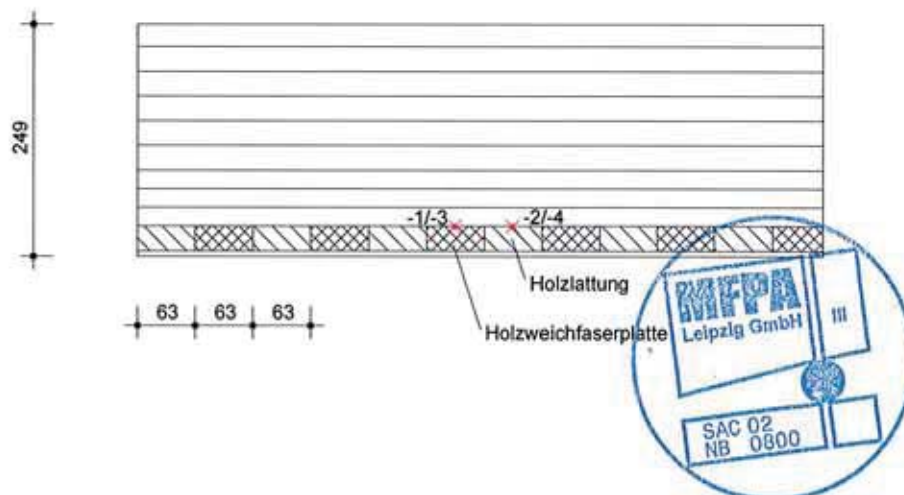 249
-1/-3
-2/-4
63
63
63
Holzlattung
Holzweichfaserplatte
MFPA
Leipzig GmbH
III
SAC 02
NB 0800